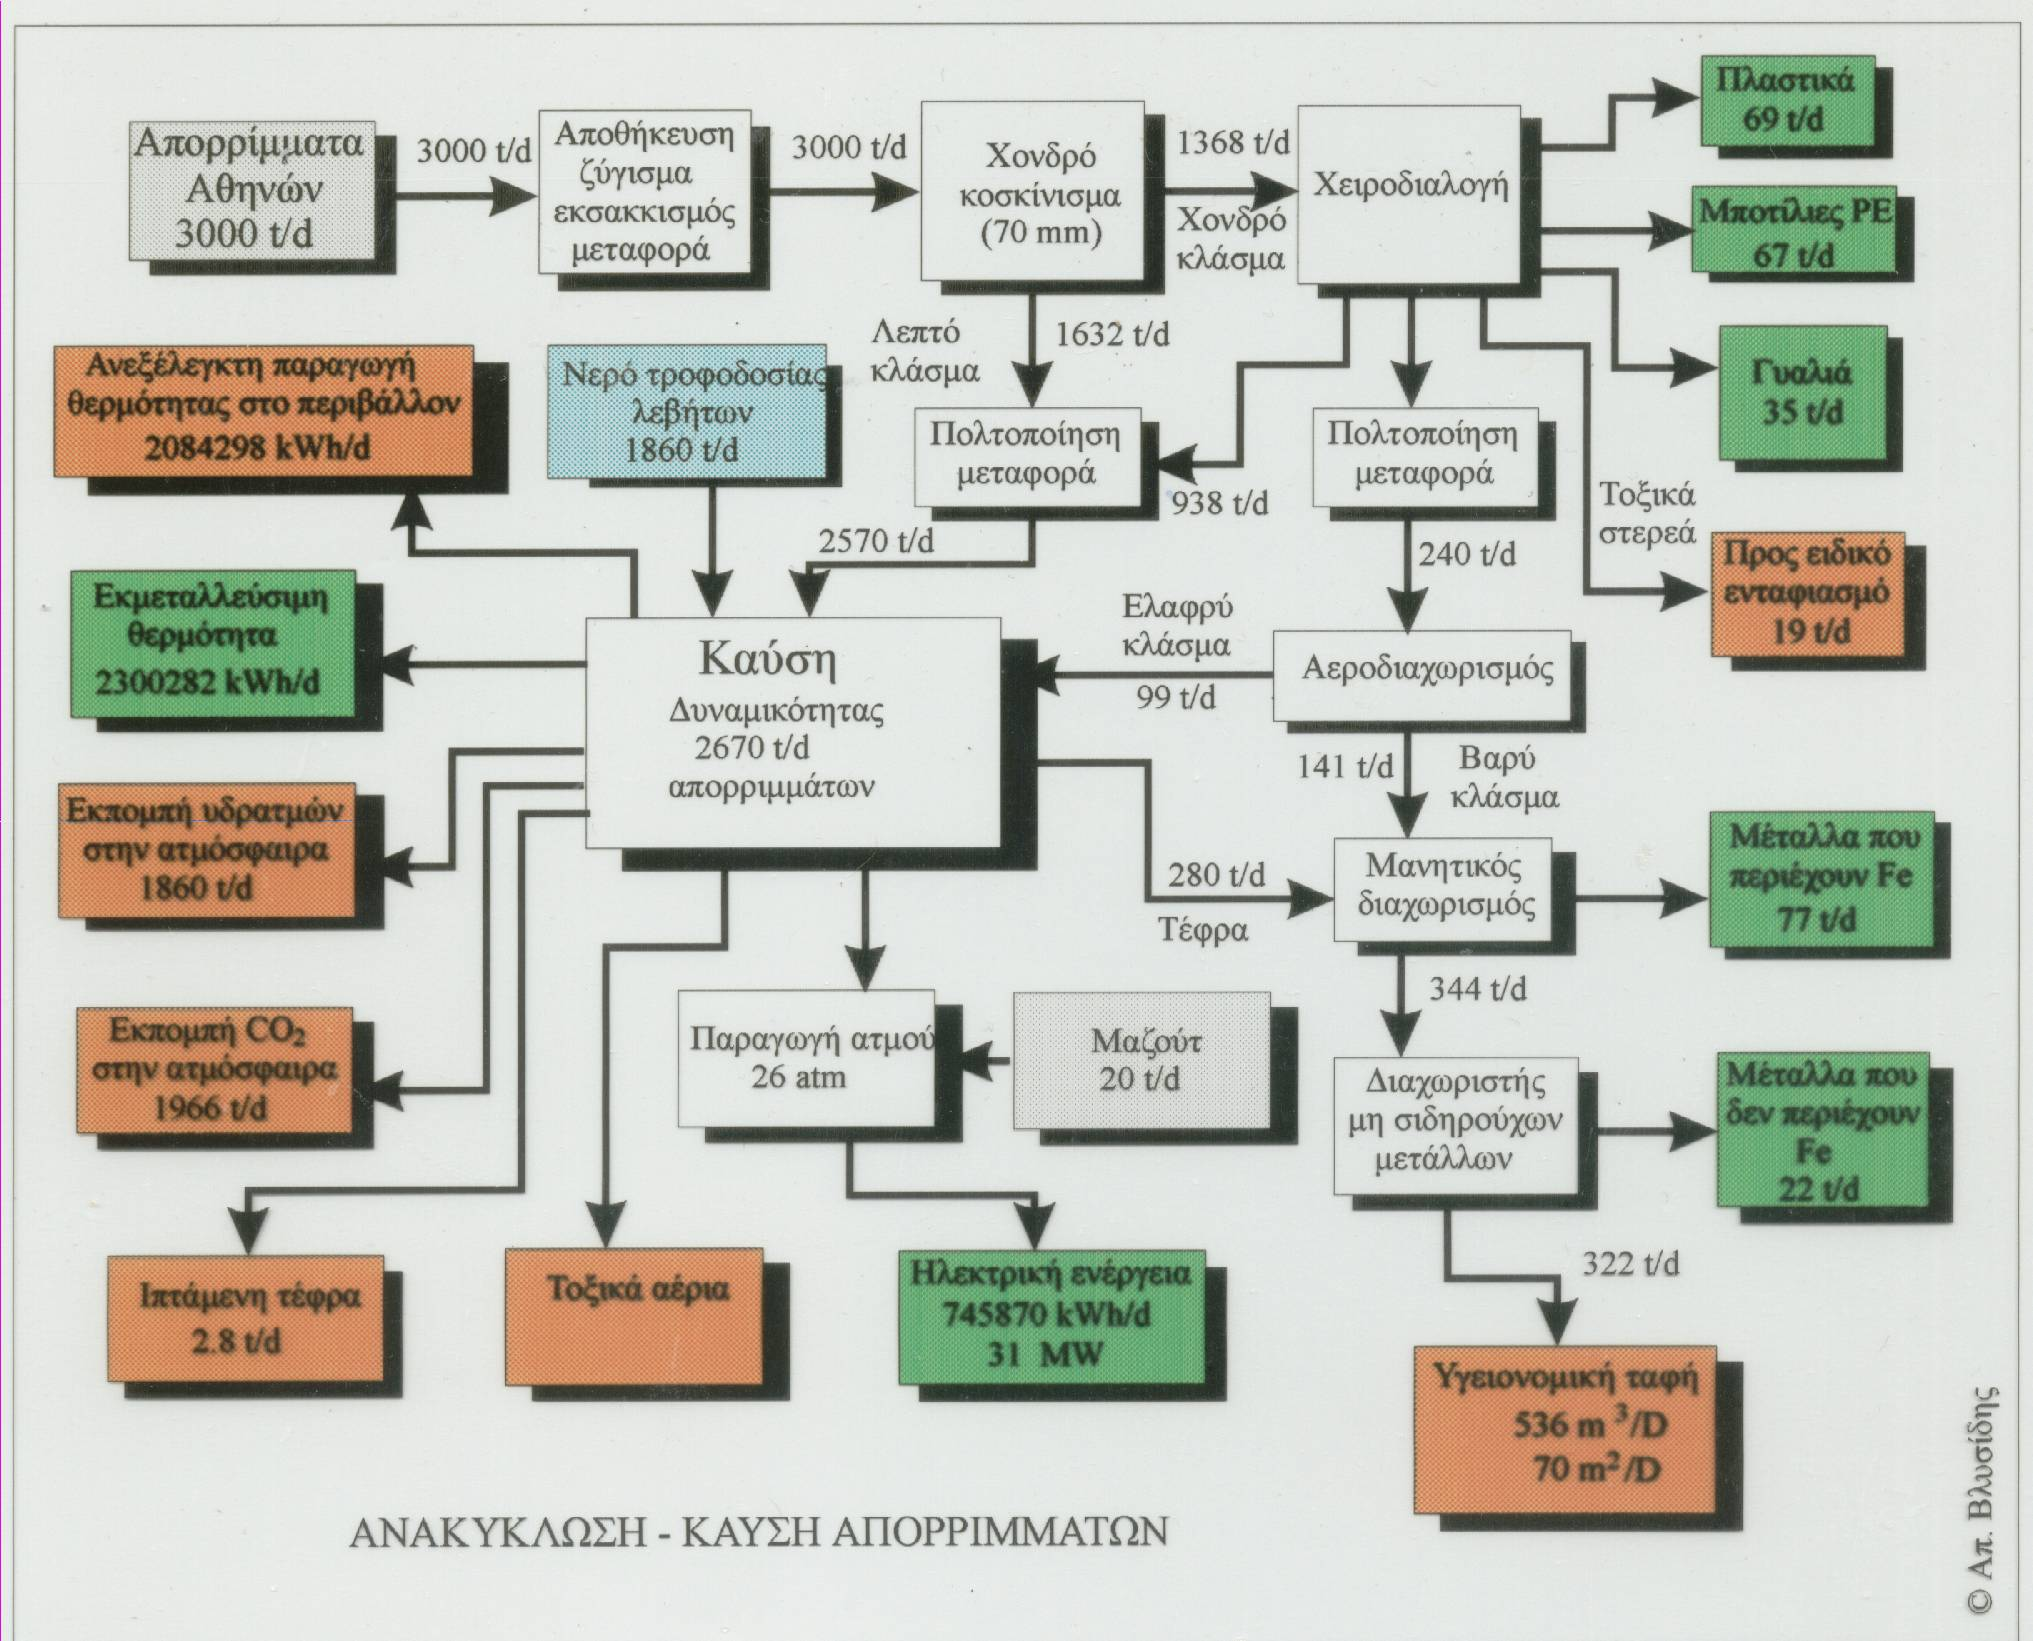 Απορρίμματα
Αθηνών
3000 t/d
3000 t/d
Αποθήκευση
ζύγισμα
εκσακκισμός
μεταφορά
3000 t/d
Χονδρό
κοσκίνισμα
(70 mm)
1368 t/d
Χονδρό
κλάσμα
Χειροδιαλογή
Πλαστικά
69 t/d
Μποτίλιες PE
67 t/d
Γυαλιά
35 t/d
Τοξικά
στερεά
Προς ειδικό
ενταφιασμό
19 t/d
Ανεξέλεγκτη παραγωγή
θερμότητας στο περιβάλλον
2084298 kWh/d
Νερό τροφοδοσίας
λεβήτων
1860 t/d
Λεπτό
κλάσμα
1632 t/d
Πολτοποίηση
μεταφορά
938 t/d
2570 t/d
Πολτοποίηση
μεταφορά
240 t/d
Εκμεταλλεύσιμη
θερμότητα
2300282 kWh/d
Καύση
Δυναμικότητας
2670 t/d
απορριμμάτων
Ελαφρύ
κλάσμα
99 t/d
Αεροδιαχωρισμός
141 t/d
Βαρύ
κλάσμα
Εκπομπή υδρατμών
στην ατμόσφαιρα
1860 t/d
280 t/d
Τέφρα
Μανητικός
διαχωρισμός
Μέταλλα που
περιέχουν Fe
77 t/d
344 t/d
Εκπομπή CO2
στην ατμόσφαιρα
1966 t/d
Παραγωγή ατμού
26 atm
Μαζούτ
20 t/d
Διαχωριστής
μη σιδηρούχων
μετάλλων
Μέταλλα που
δεν περιέχουν
Fe
22 t/d
322 t/d
Ιπτάμενη τέφρα
2.8 t/d
Τοξικά αέρια
Ηλεκτρική ενέργεια
745870 kWh/d
31 MW
Υγειονομική ταφή
536 m 3/D
70 m2/D
ΑΝΑΚΥΚΛΩΣΗ - ΚΑΥΣΗ ΑΠΟΡΡΙΜΜΑΤΩΝ
© Απ. Βλυσίδης